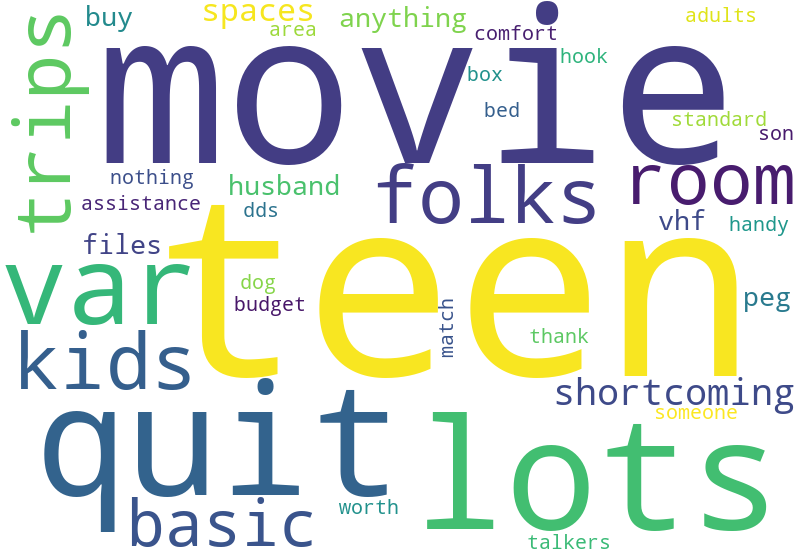 buy
spaces
area
anything
comfort
adults
trips
movie
hook
box
bed
standard
son
nothing
assistance
husband
dds
folks
room
vhf
handy
files
var
teen
dog
budget
match
thank
peg
kids
shortcoming
someone
quit
lots
basic
worth
talkers